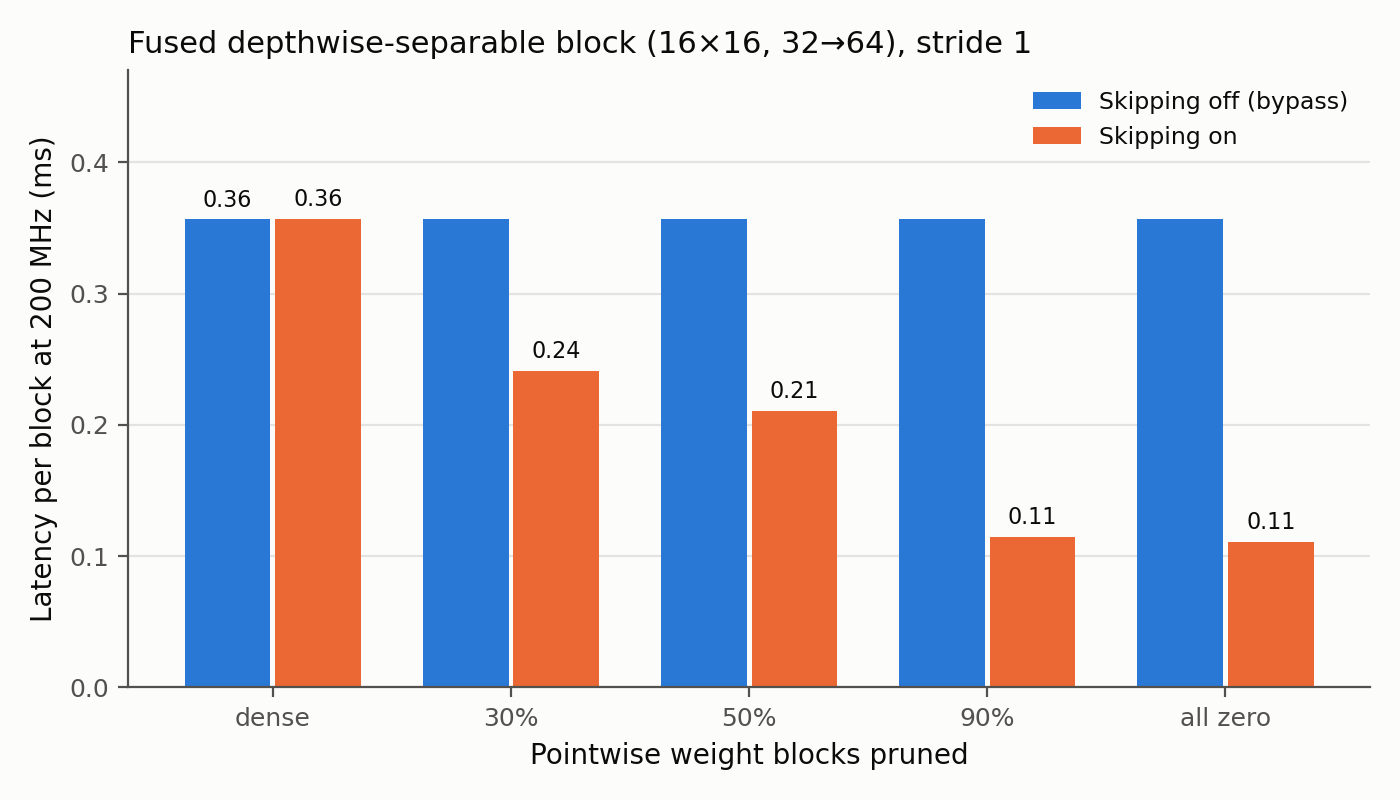 Fused depthwise-separable block (16×16, 32→64), stride 1
Skipping off (bypass)
Skipping on
Latency per block at 200 MHz (ms)
0.4
0.3
0.2
0.1
0.0
0.36
0.36
0.24
0.21
0.11
0.11
dense
30%
50%
90%
all zero
Pointwise weight blocks pruned